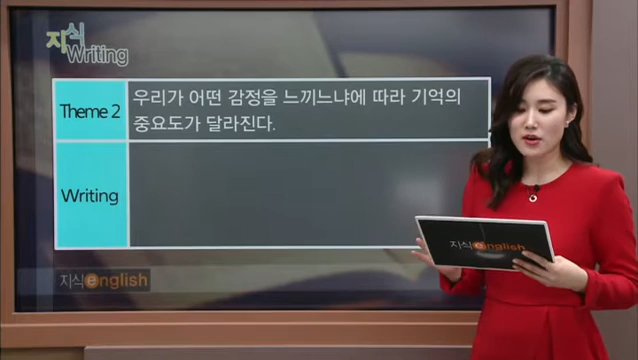 지식
Writing
Theme 2
우리가 어떤 감정을 느끼느냐에 따라 기억의
중요도가 달라진다.
Writing
지식english
지식english